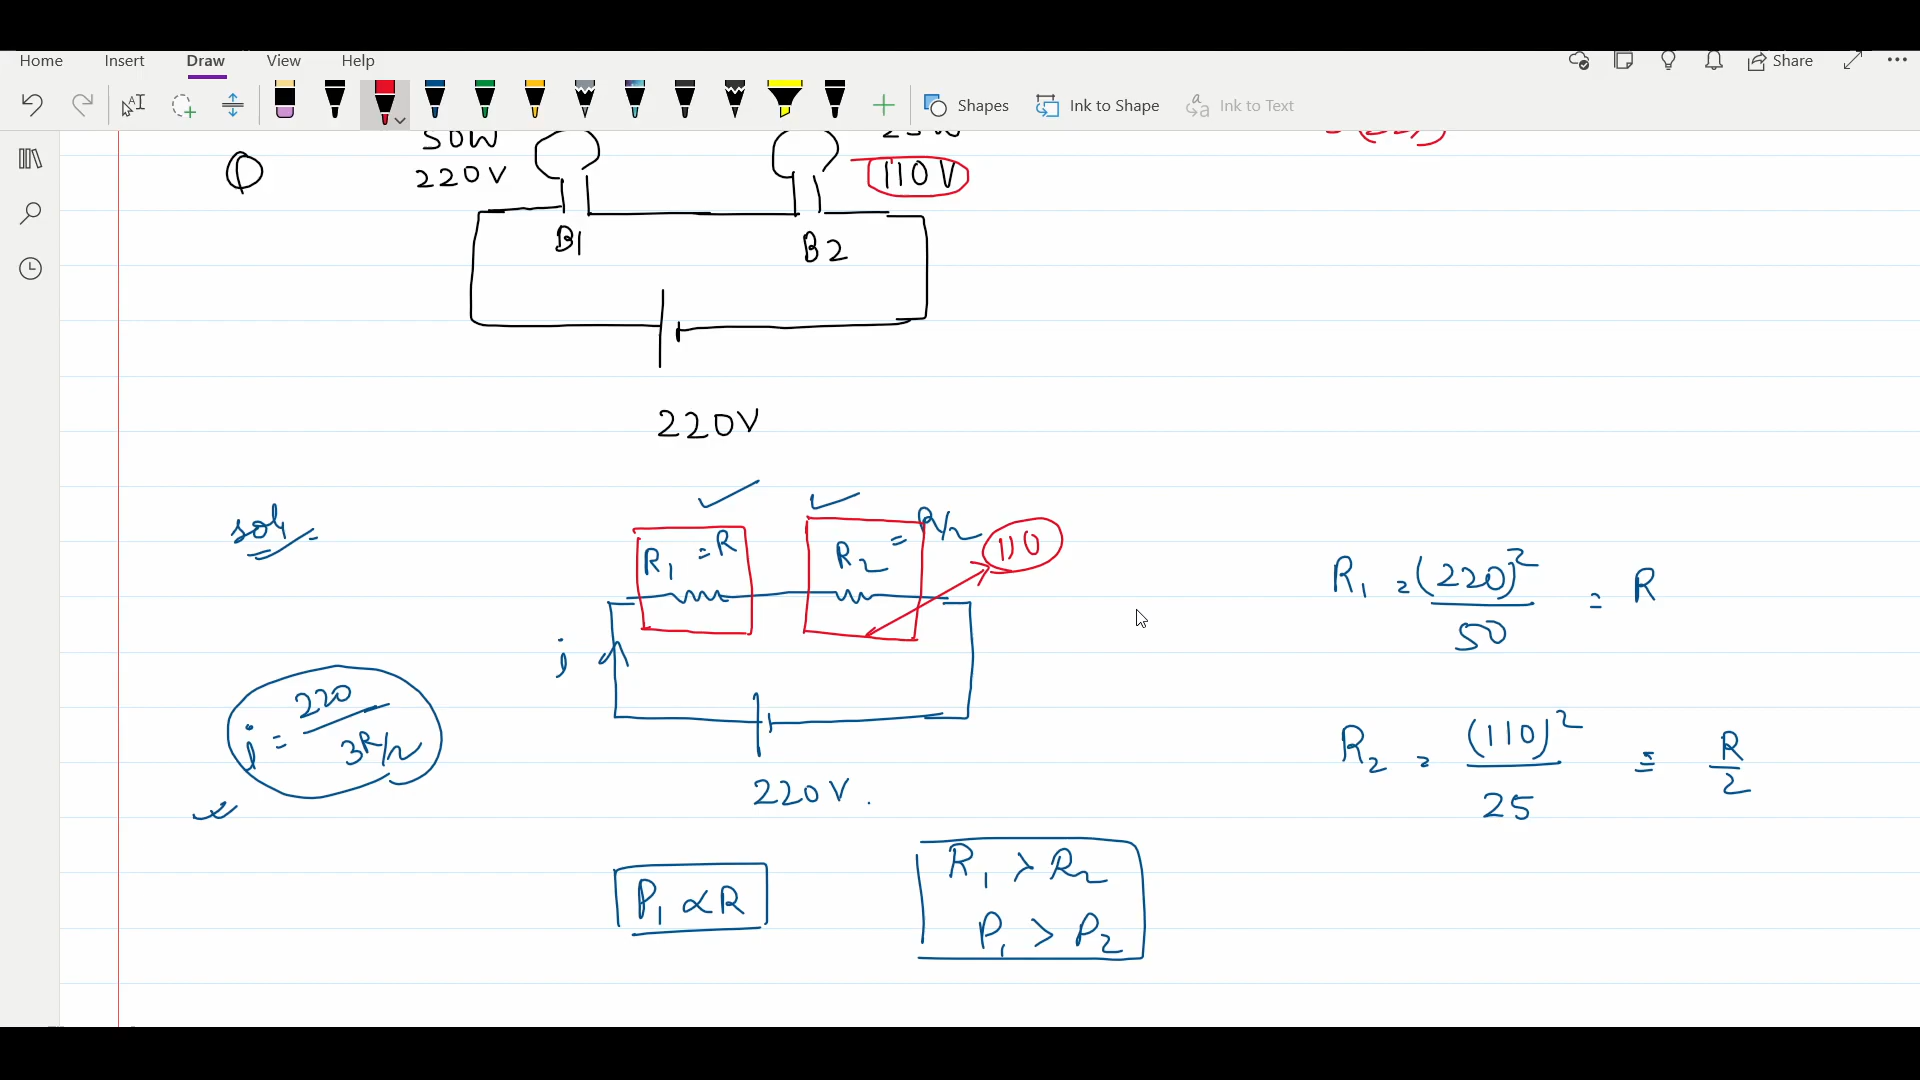 Home Insert Draw View Help Share
Shapes Ink to Shape Ink to Text
50W
① 220V 110V
B1 B2
220V
sol
R₁ = R R₂ = R/2 110
R₁ = (220)² / 50 = R
i
i = 220 / 3R/2
R₂ = (110)² / 25 = R / 2
220V.
P₁ ∝ R
R₁ > R₂
P₁ > P₂